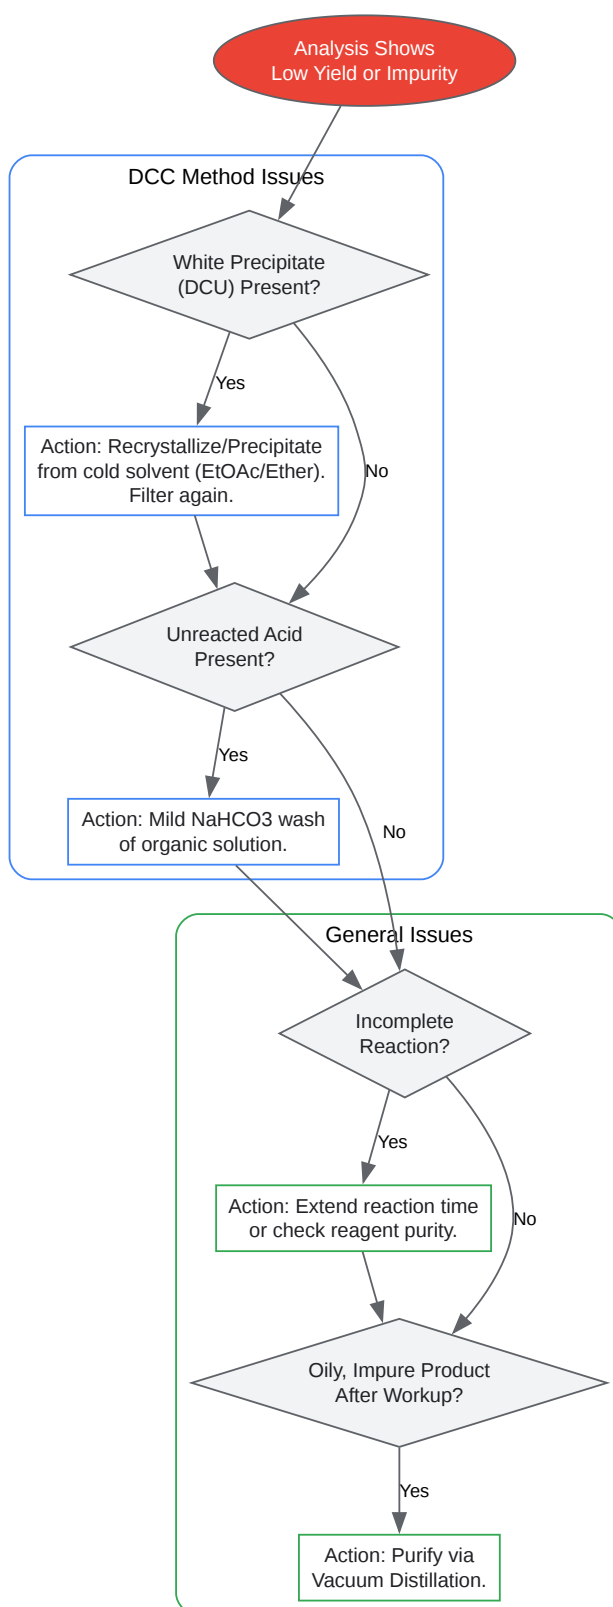 Analysis Shows
Low Yield or Impurity
DCC Method Issues
White Precipitate
(DCU) Present?
Yes
Action: Recrystallize/Precipitate
from cold solvent (EtOAc/Ether).
Filter again.
No
Unreacted Acid
Present?
Yes
Action: Mild NaHCO3 wash
of organic solution.
No
General Issues
Incomplete
Reaction?
Yes
Action: Extend reaction time
or check reagent purity.
No
Oily, Impure Product
After Workup?
Yes
Action: Purify via
Vacuum Distillation.